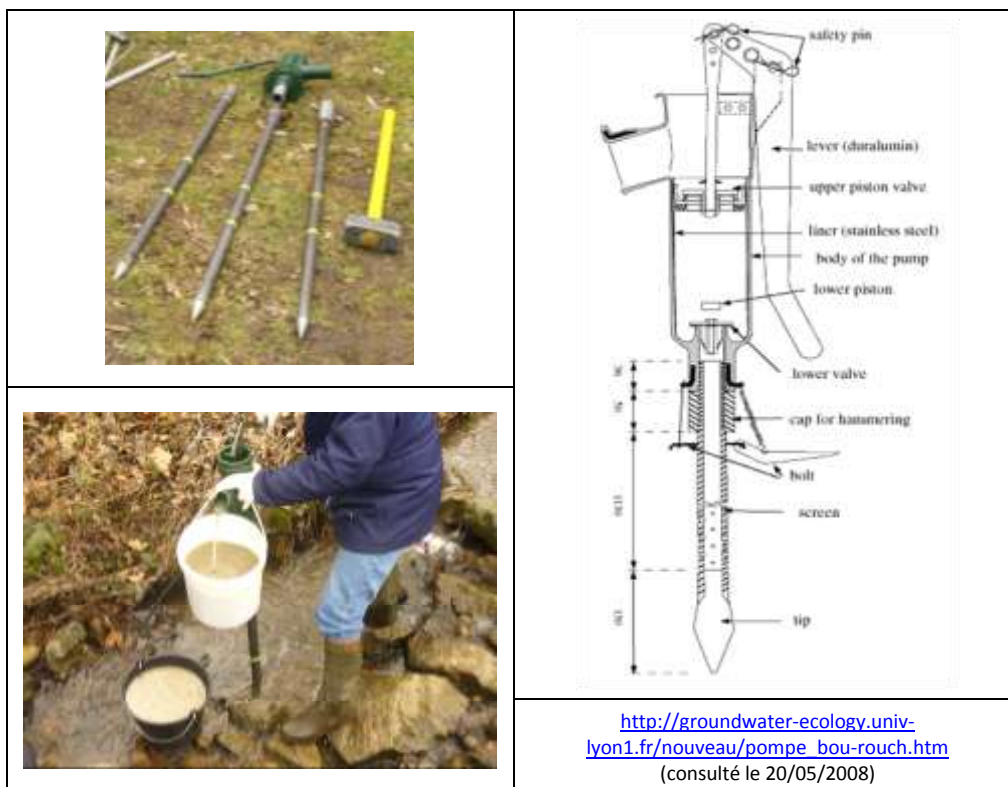 safety pin
lever (duralumin)
upper piston valve
liner (stainless steel)
body of the pump
lower piston
lower valve
cap for hammering
bolt
screen
tip
http://groundwater-ecology.univ-
lyon1.fr/nouveau/pompe_bou-rouch.htm
(consulté le 20/05/2008)